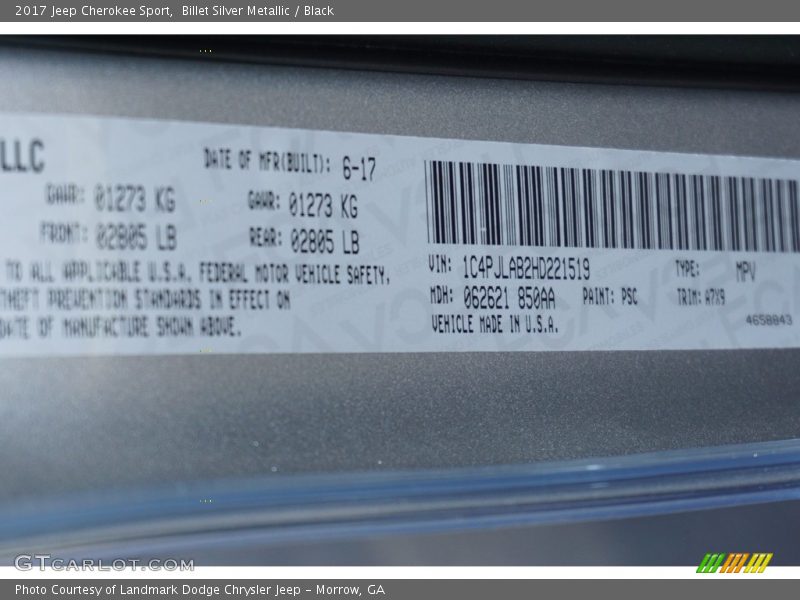 2017 Jeep Cherokee Sport,  Billet Silver Metallic / Black
LLC
DATE OF MFR(BUILT): 6-17
GAWR: 01273 KG GAWR: 01273 KG
FRONT: 02805 LB REAR: 02805 LB
TO ALL APPLICABLE U.S.A. FEDERAL MOTOR VEHICLE SAFETY,
THEFT PREVENTION STANDARDS IN EFFECT ON
DATE OF MANUFACTURE SHOWN ABOVE.
VIN: 1C4PJLAB2HD221519 TYPE: MPV
MDH: 062621 850AA PAINT: PSC TRIM: A7X9
VEHICLE MADE IN U.S.A. 4658843
GTCARLOT.COM
Photo Courtesy of Landmark Dodge Chrysler Jeep – Morrow, GA